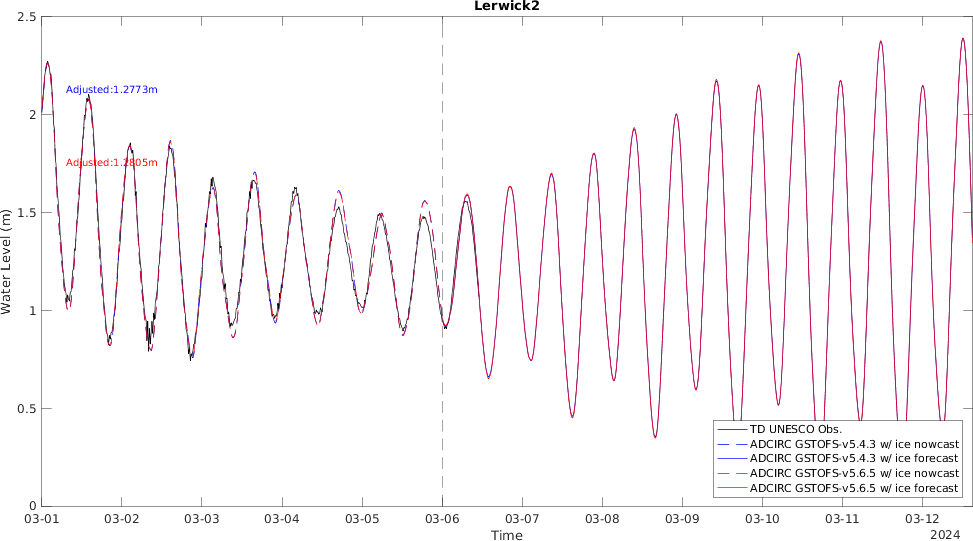 Lerwick2
2.5
2
1.5
1
0.5
0
Water Level (m)
Adjusted:1.2773m
Adjusted:1.2805m
TD UNESCO Obs.
ADCIRC GSTOFS-v5.4.3 w/ ice nowcast
ADCIRC GSTOFS-v5.4.3 w/ ice forecast
ADCIRC GSTOFS-v5.6.5 w/ ice nowcast
ADCIRC GSTOFS-v5.6.5 w/ ice forecast
03-01 03-02 03-03 03-04 03-05 03-06 03-07 03-08 03-09 03-10 03-11 03-12
Time
2024